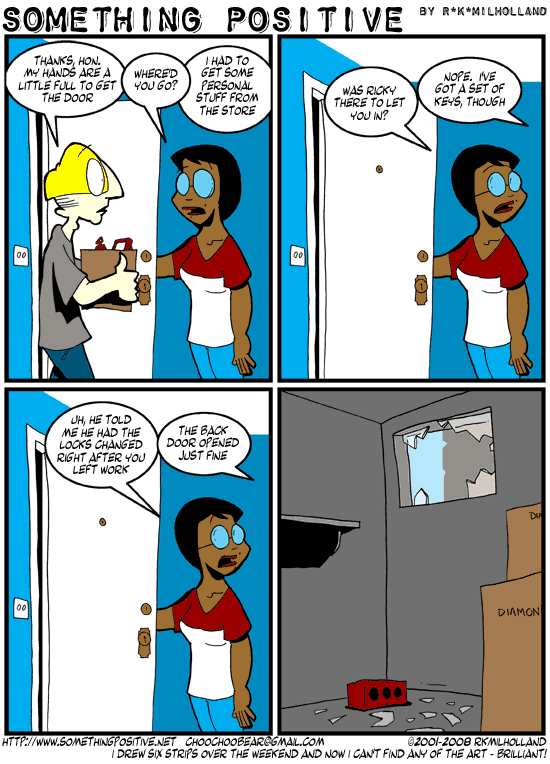 SOMETHING POSITIVE BY R*K*MILHOLLAND
THANKS, HON.
MY HANDS ARE A
LITTLE FULL TO GET
THE DOOR
WHERE'D
YOU GO?
I HAD TO
GET SOME
PERSONAL
STUFF FROM
THE STORE
WAS RICKY
THERE TO LET
YOU IN?
NOPE. I'VE
GOT A SET OF
KEYS, THOUGH
UH, HE TOLD
ME HE HAD THE
LOCKS CHANGED
RIGHT AFTER YOU
LEFT WORK
THE BACK
DOOR OPENED
JUST FINE
DIA
DIAMON
HTTP://WWW.SOMETHINGPOSITIVE.NET CHOOCHOOBEAR@GMAIL.COM ©2001-2008 RKMILHOLLAND
I DREW SIX STRIPS OVER THE WEEKEND AND NOW I CAN'T FIND ANY OF THE ART - BRILLIANT!